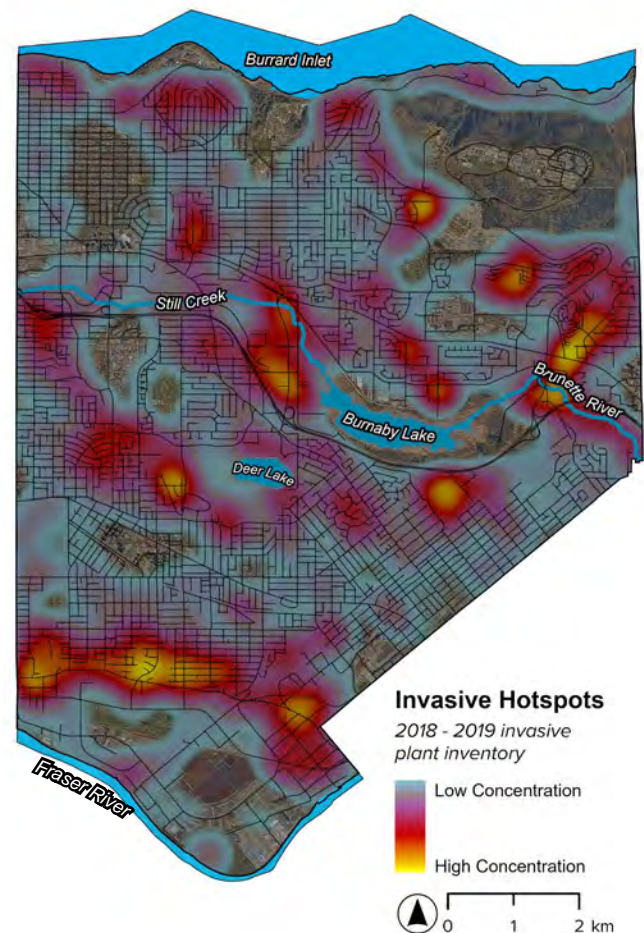 Burrard Inlet
Still Creek
Brunette River
Burnaby Lake
Deer Lake
Fraser River
Invasive Hotspots
2018 - 2019 invasive
plant inventory
Low Concentration
High Concentration
0 1 2 km